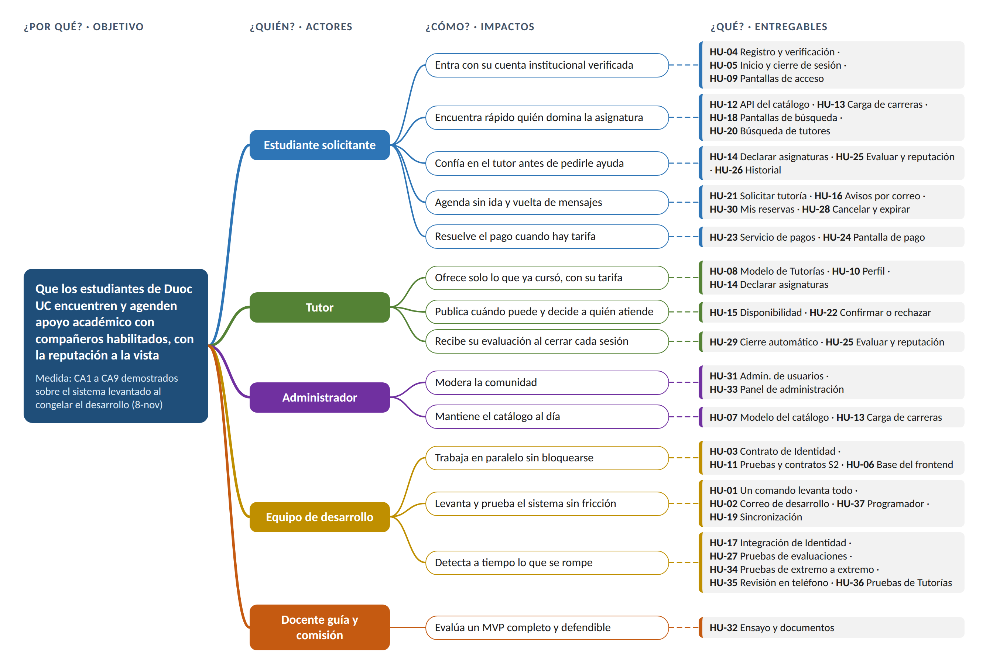 ¿POR QUÉ? · OBJETIVO
¿QUIÉN? · ACTORES
¿CÓMO? · IMPACTOS
¿QUÉ? · ENTREGABLES
Que los estudiantes de Duoc
UC encuentren y agenden
apoyo académico con
compañeros habilitados, con
la reputación a la vista
Medida: CA1 a CA9 demostrados
sobre el sistema levantado al
congelar el desarrollo (8-nov)
Estudiante solicitante
Entra con su cuenta institucional verificada
HU-04 Registro y verificación ·
HU-05 Inicio y cierre de sesión ·
HU-09 Pantallas de acceso
Encuentra rápido quién domina la asignatura
HU-12 API del catálogo · HU-13 Carga de carreras ·
HU-18 Pantallas de búsqueda ·
HU-20 Búsqueda de tutores
Confía en el tutor antes de pedirle ayuda
HU-14 Declarar asignaturas · HU-25 Evaluar y reputación
· HU-26 Historial
Agenda sin ida y vuelta de mensajes
HU-21 Solicitar tutoría · HU-16 Avisos por correo ·
HU-30 Mis reservas · HU-28 Cancelar y expirar
Resuelve el pago cuando hay tarifa
HU-23 Servicio de pagos · HU-24 Pantalla de pago
Tutor
Ofrece solo lo que ya cursó, con su tarifa
HU-08 Modelo de Tutorías · HU-10 Perfil ·
HU-14 Declarar asignaturas
Publica cuándo puede y decide a quién atiende
HU-15 Disponibilidad · HU-22 Confirmar o rechazar
Recibe su evaluación al cerrar cada sesión
HU-29 Cierre automático · HU-25 Evaluar y reputación
Administrador
Modera la comunidad
HU-31 Admin. de usuarios ·
HU-33 Panel de administración
Mantiene el catálogo al día
HU-07 Modelo del catálogo · HU-13 Carga de carreras
Equipo de desarrollo
Trabaja en paralelo sin bloquearse
HU-03 Contrato de Identidad ·
HU-11 Pruebas y contratos S2 · HU-06 Base del frontend
Levanta y prueba el sistema sin fricción
HU-01 Un comando levanta todo ·
HU-02 Correo de desarrollo · HU-37 Programador ·
HU-19 Sincronización
Detecta a tiempo lo que se rompe
HU-17 Integración de Identidad ·
HU-27 Pruebas de evaluaciones ·
HU-34 Pruebas de extremo a extremo ·
HU-35 Revisión en teléfono · HU-36 Pruebas de Tutorías
Docente guía y
comisión
Evalúa un MVP completo y defendible
HU-32 Ensayo y documentos